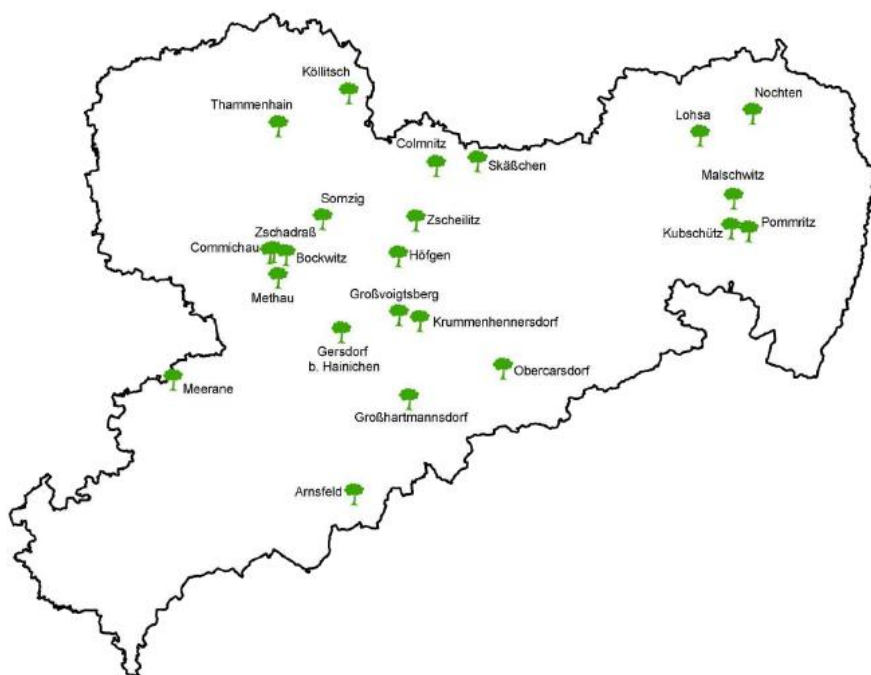 Köllitsch
Nochten
Thammenhain
Lohsa
Colmnitz
Skäßchen
Malschwitz
Sornzig
Zscheilitz
Pommritz
Kubschütz
Zschadraß
Commichau
Bockwitz
Höfgen
Methau
Großvoigtsberg
Krummenhennersdorf
Gersdorf
b. Hainichen
Obercarsdorf
Meerane
Großhartmannsdorf
Arnsfeld